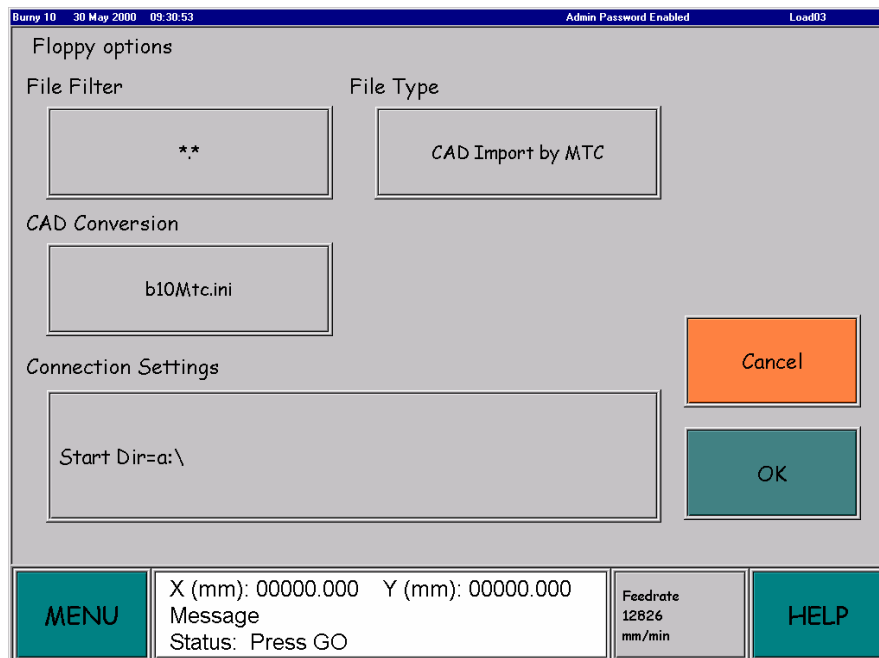 Burny 10 30 May 2000 09:30:53 Admin Password Enabled Load03
Floppy options
File Filter File Type
*.* CAD Import by MTC
CAD Conversion
b10Mtc.ini
Connection Settings
Cancel
Start Dir=a:\
OK
MENU
X (mm): 00000.000 Y (mm): 00000.000
Message
Status: Press GO
Feedrate
12826
mm/min
HELP